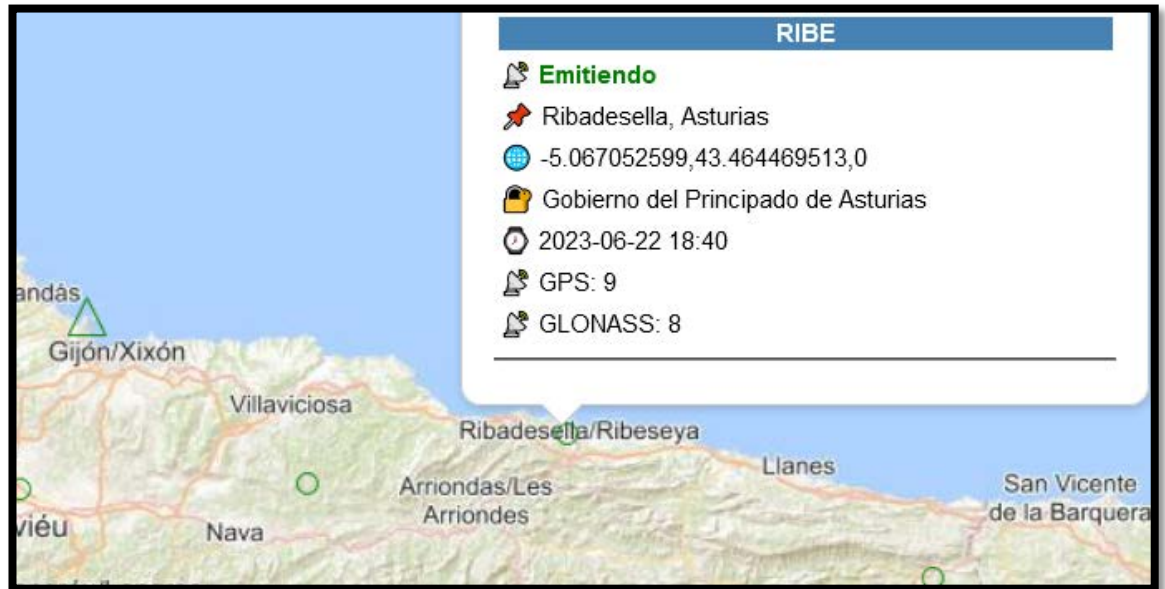 RIBE
Emitiendo
Ribadesella, Asturias
-5.067052599,43.464469513,0
Gobierno del Principado de Asturias
2023-06-22 18:40
GPS: 9
GLONASS: 8
andás
Gijón/Xixón
Villaviciosa
Ribadesella/Ribeseya
Llanes
Arriondas/Les
Arriondes
San Vicente
de la Barquera
viéu
Nava